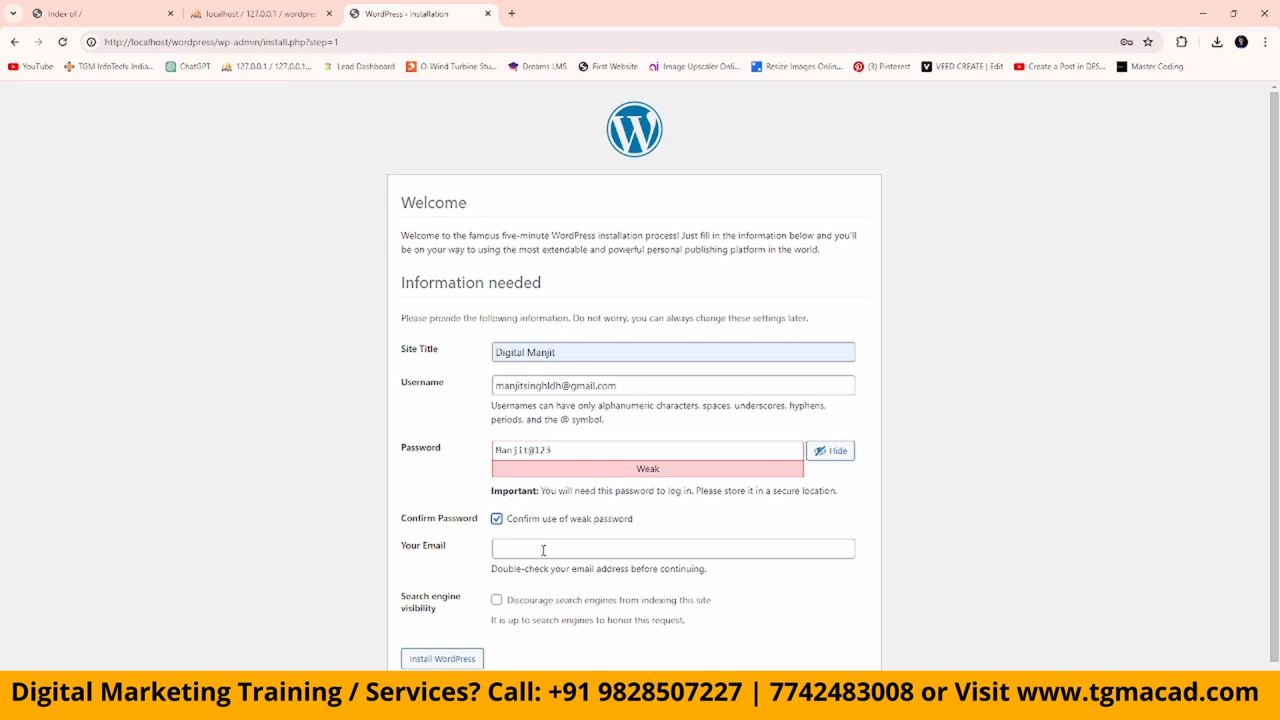 Index of /
localhost / 127.0.0.1 / wordpre
WordPress › Installation
http://localhost/wordpress/wp-admin/install.php?step=1
YouTube
TGM InfoTech: India...
ChatGPT
127.0.0.1 / 127.0.0.1...
Lead Dashboard
O-Wind Turbine Stu...
Dreams LMS
First Website
Image Upscaler Onli...
Resize Images Onlin...
(3) Pinterest
VEED CREATE | Edit
Create a Post in DES...
Master Coding
Welcome
Welcome to the famous five-minute WordPress installation process! Just fill in the information below and you'll
be on your way to using the most extendable and powerful personal publishing platform in the world.
Information needed
Please provide the following information. Do not worry, you can always change these settings later.
Site Title
Digital Manjit
Username
manjitsinghldh@gmail.com
Usernames can have only alphanumeric characters, spaces, underscores, hyphens,
periods, and the @ symbol.
Password
Manjit@123
Hide
Weak
Important: You will need this password to log in. Please store it in a secure location.
Confirm Password
Confirm use of weak password
Your Email
Double-check your email address before continuing.
Search engine
visibility
Discourage search engines from indexing this site
It is up to search engines to honor this request.
Install WordPress
Digital Marketing Training / Services? Call: +91 9828507227 | 7742483008 or Visit www.tgmacad.com